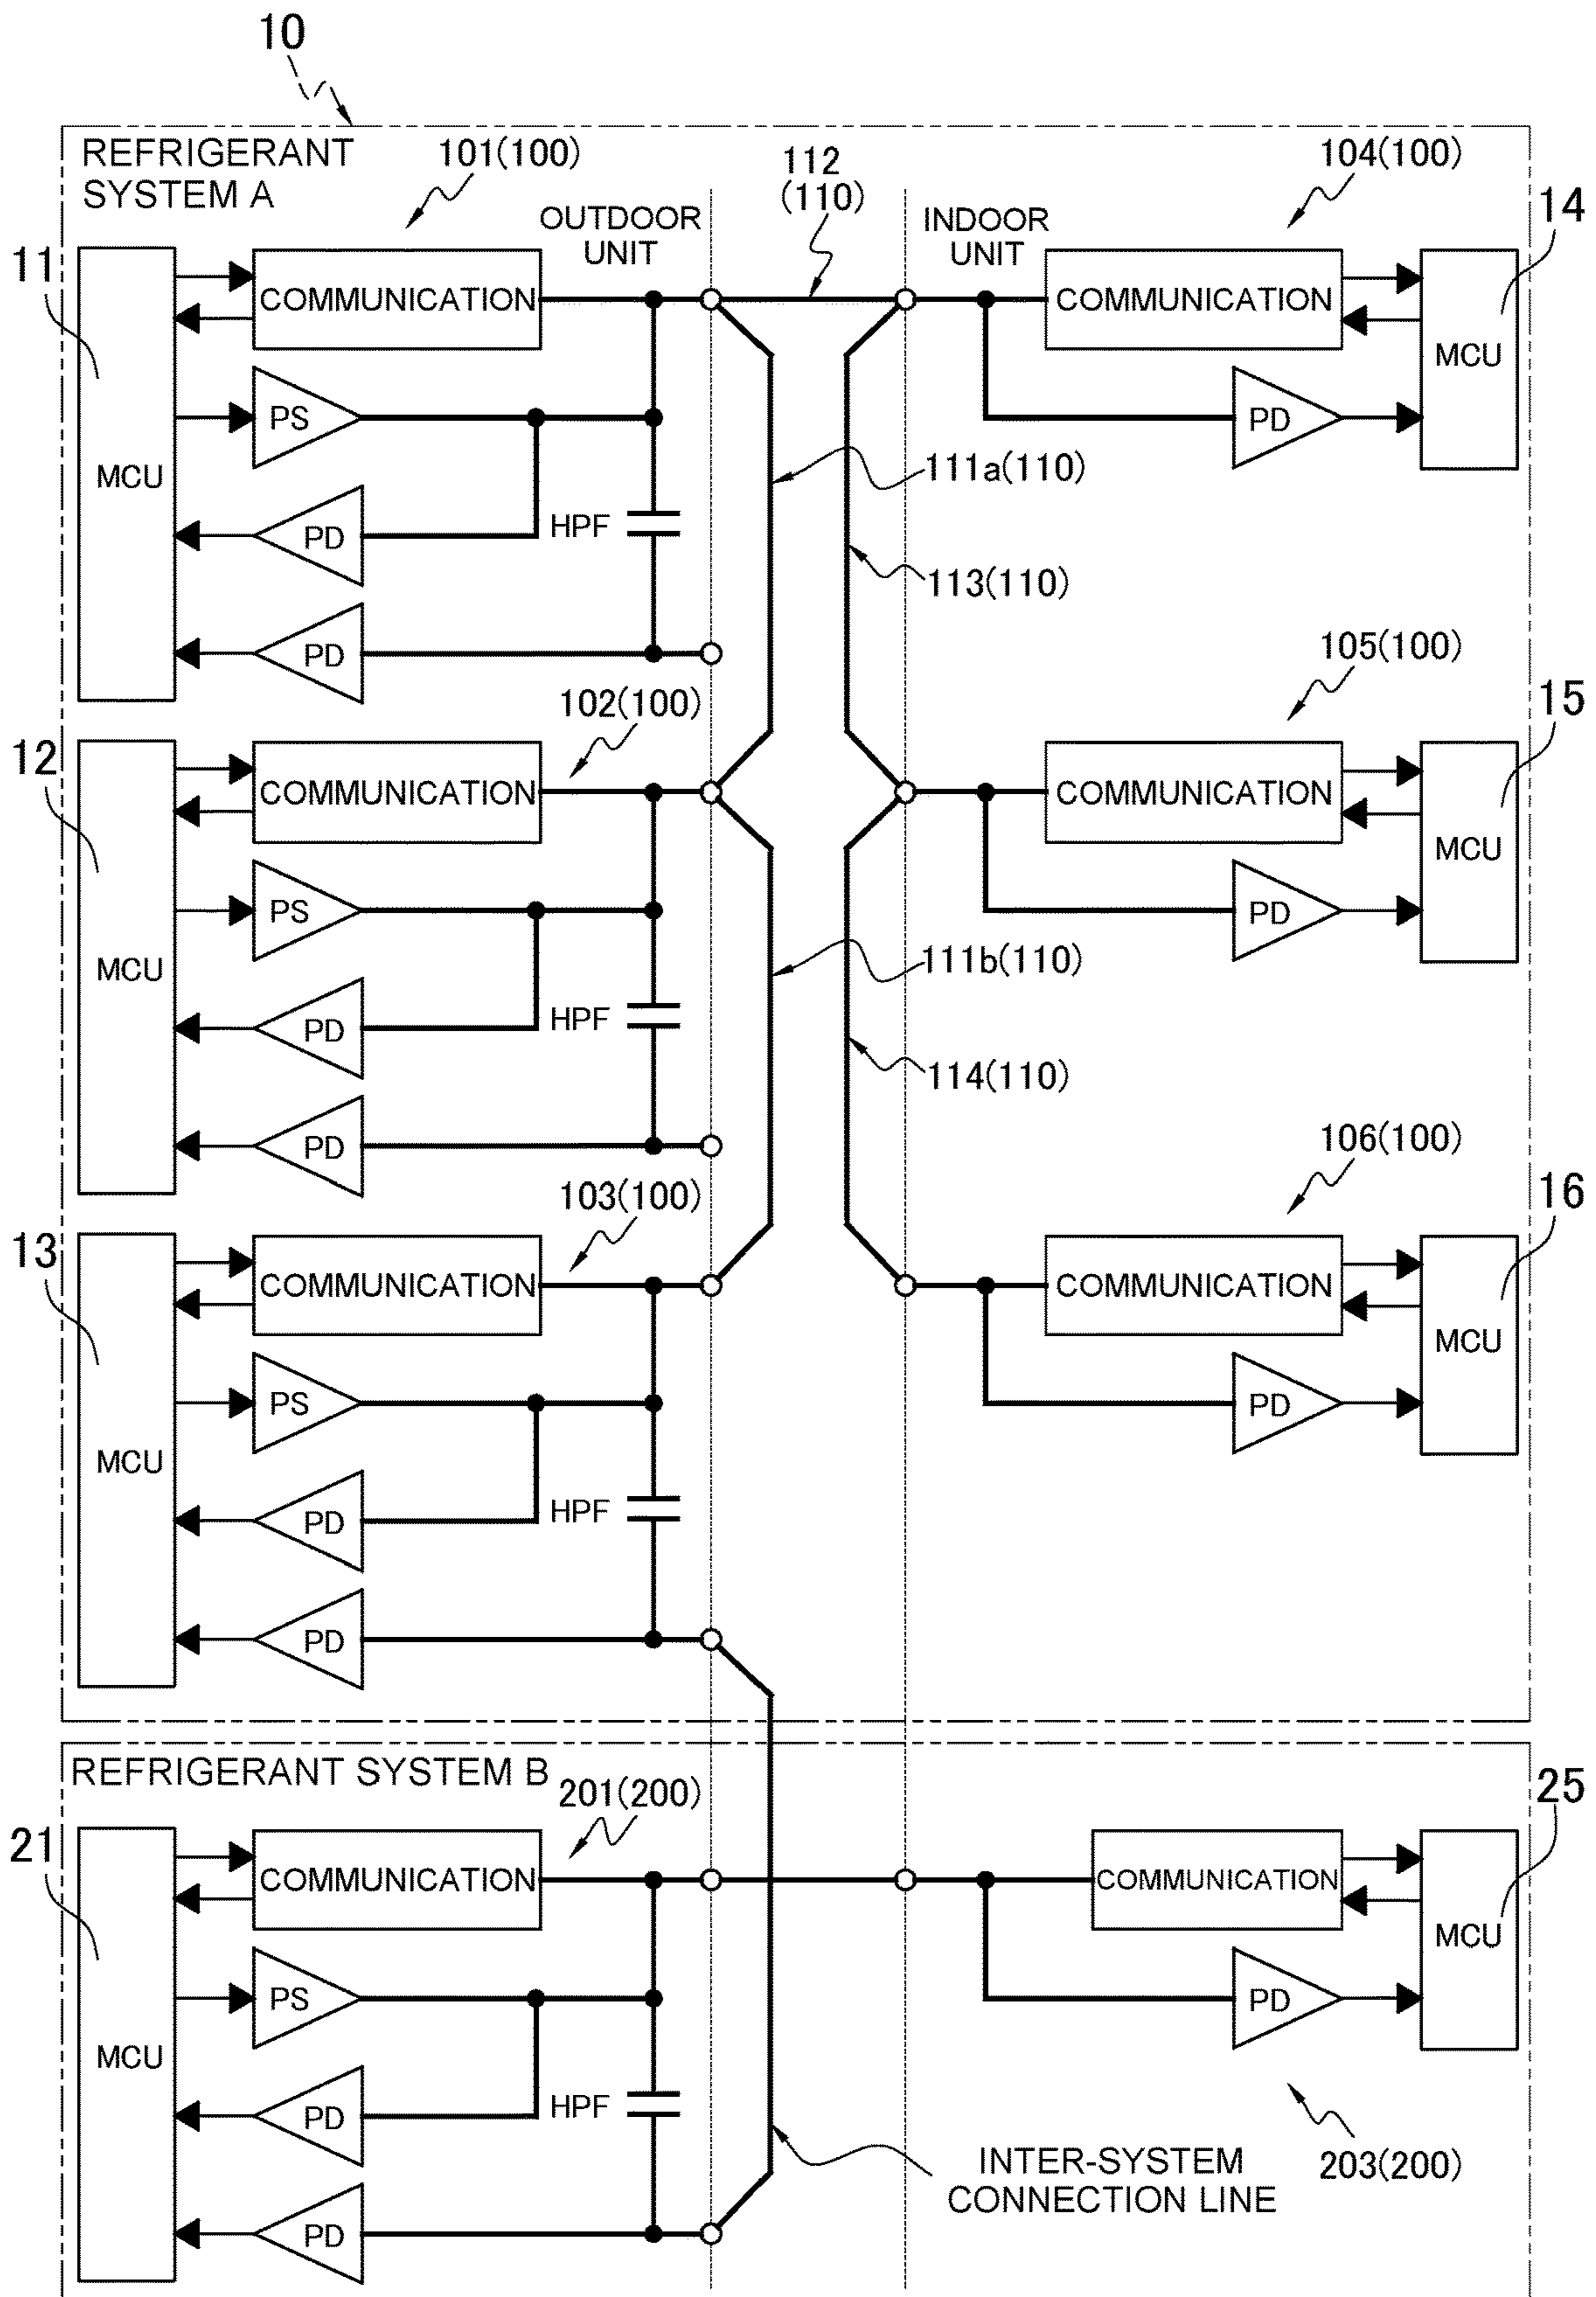 10
REFRIGERANT
SYSTEM A
101(100)
112
(110)
104(100)
OUTDOOR
UNIT
INDOOR
UNIT
11
14
COMMUNICATION
COMMUNICATION
MCU
PS
PD
MCU
111a(110)
PD
HPF
113(110)
PD
102(100)
105(100)
12
15
COMMUNICATION
COMMUNICATION
MCU
PS
PD
MCU
111b(110)
PD
HPF
114(110)
PD
103(100)
106(100)
13
16
COMMUNICATION
COMMUNICATION
MCU
PS
PD
MCU
PD
HPF
PD
REFRIGERANT SYSTEM B
201(200)
25
21
COMMUNICATION
COMMUNICATION
MCU
PS
PD
MCU
PD
HPF
INTER-SYSTEM
CONNECTION LINE
203(200)
PD